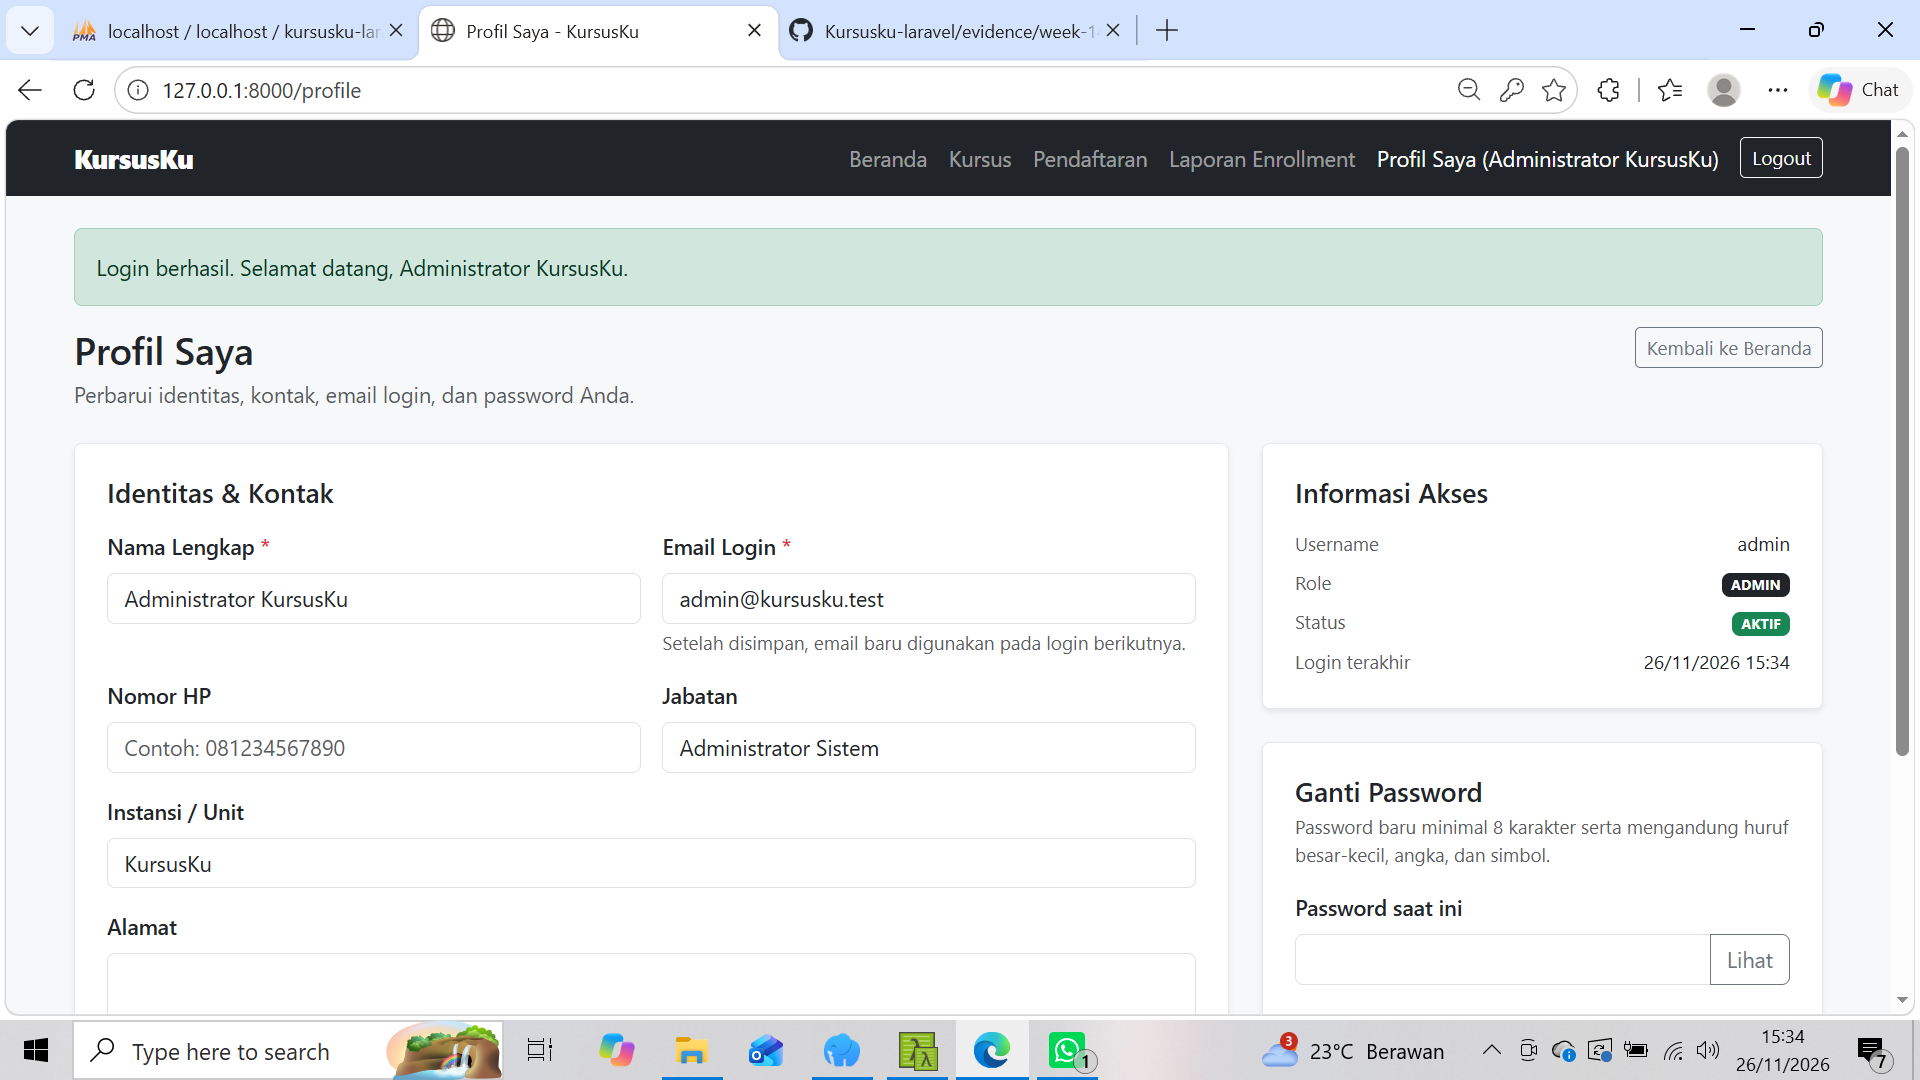 localhost / localhost / kursusku-la
Profil Saya - KursusKu
Kursusku-laravel/evidence/week-1
127.0.0.1:8000/profile
Chat
KursusKu
Beranda
Kursus
Pendaftaran
Laporan Enrollment
Profil Saya (Administrator KursusKu)
Logout
Login berhasil. Selamat datang, Administrator KursusKu.
Profil Saya
Kembali ke Beranda
Perbarui identitas, kontak, email login, dan password Anda.
Identitas & Kontak
Nama Lengkap *
Administrator KursusKu
Email Login *
admin@kursusku.test
Setelah disimpan, email baru digunakan pada login berikutnya.
Nomor HP
Contoh: 081234567890
Jabatan
Administrator Sistem
Instansi / Unit
KursusKu
Alamat
Informasi Akses
Username admin
Role ADMIN
Status AKTIF
Login terakhir 26/11/2026 15:34
Ganti Password
Password baru minimal 8 karakter serta mengandung huruf
besar-kecil, angka, dan simbol.
Password saat ini
Lihat
Type here to search
1
3
23°C Berawan
15:34
26/11/2026
7